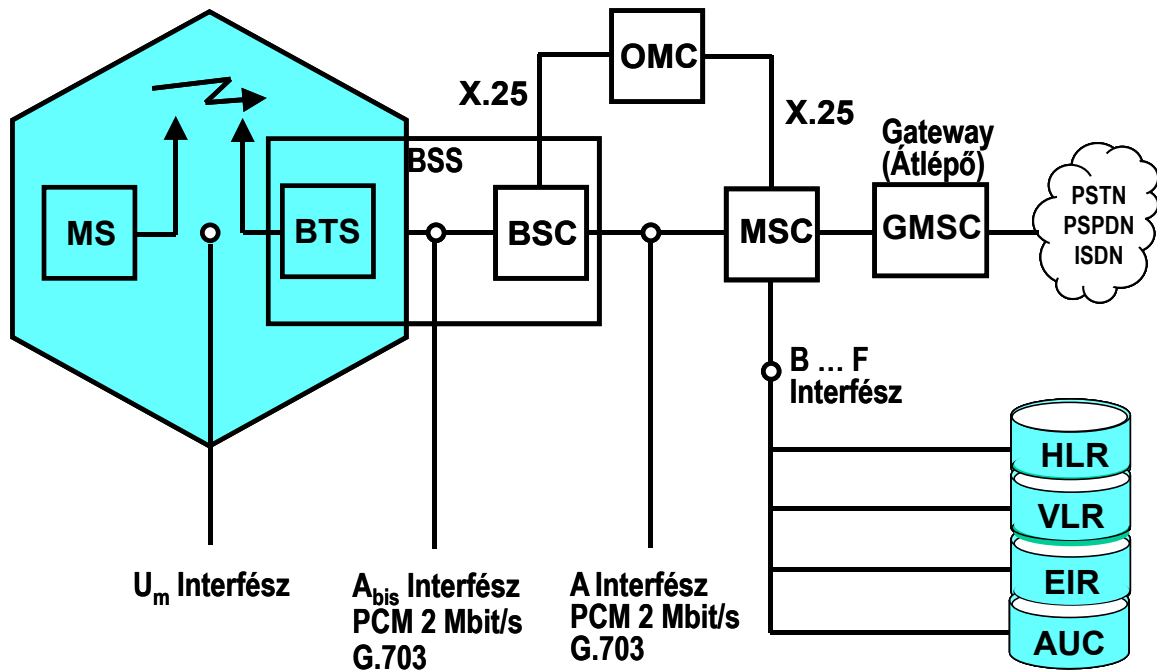 OMC
X.25
X.25
Gateway
(Átlépő)
BSS
MS
BTS
BSC
MSC
GMSC
PSTN
PSPDN
ISDN
B ... F
Interfész
HLR
VLR
EIR
AUC
Um Interfész
Abis Interfész
PCM 2 Mbit/s
G.703
A Interfész
PCM 2 Mbit/s
G.703